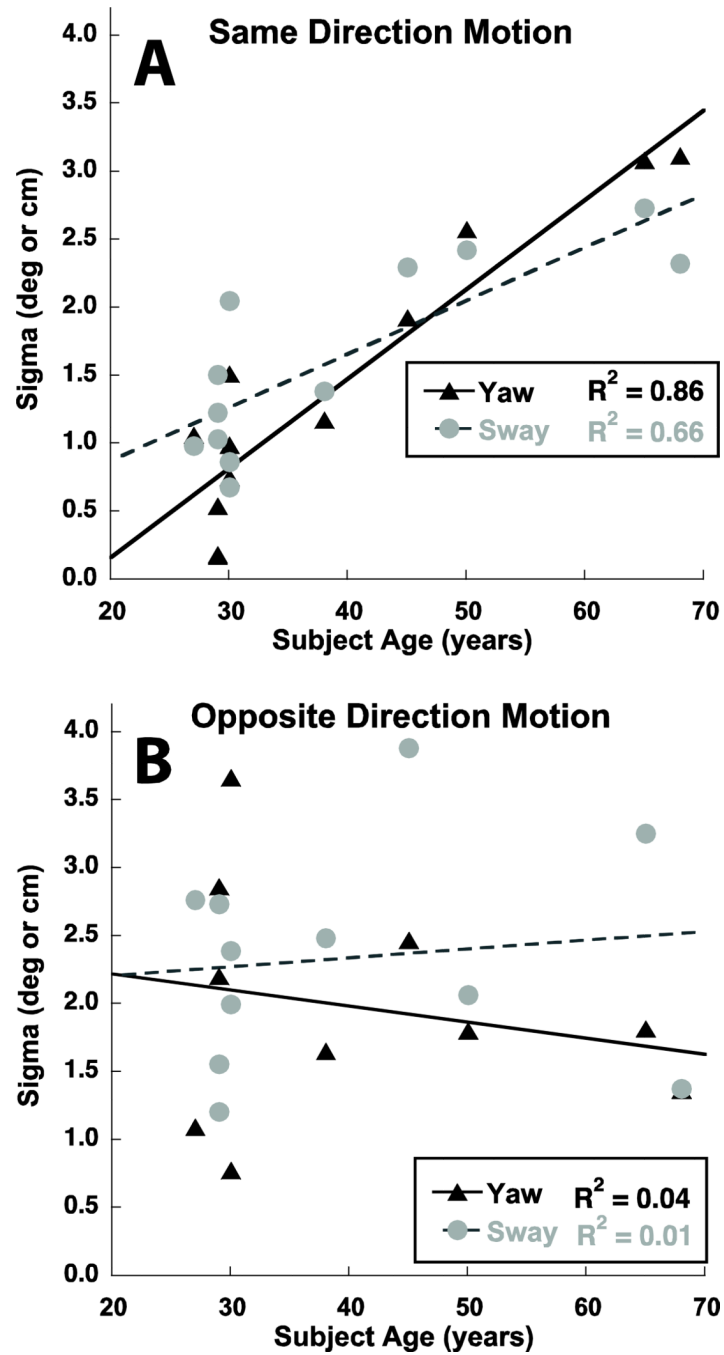 Same Direction Motion
A
4.0
3.5
3.0
2.5
2.0
1.5
1.0
0.5
0.0
Sigma (deg or cm)
Yaw R² = 0.86
Sway R² = 0.66
20 30 40 50 60 70
Subject Age (years)
Opposite Direction Motion
B
4.0
3.5
3.0
2.5
2.0
1.5
1.0
0.5
0.0
Sigma (deg or cm)
Yaw R² = 0.04
Sway R² = 0.01
20 30 40 50 60 70
Subject Age (years)